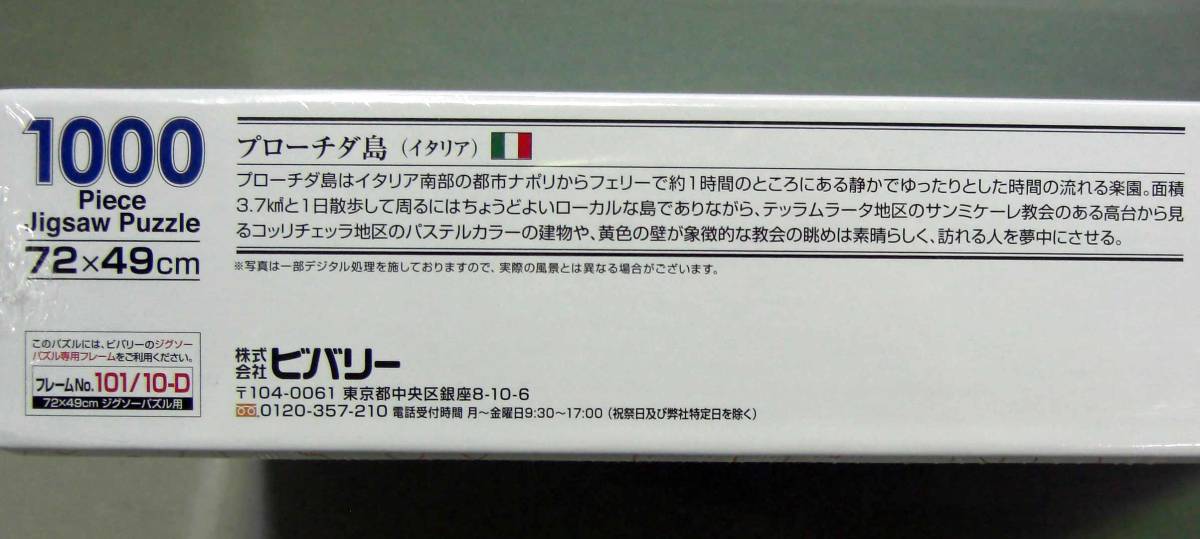 1000
Piece
Jigsaw Puzzle
72×49cm
プローチダ島（イタリア）
プローチダ島はイタリア南部の都市ナポリからフェリーで約1時間のところにある静かでゆったりとした時間の流れる楽園。面積
3.7㎢と1日散歩して周るにはちょうどよいローカルな島でありながら、テッラムラータ地区のサンミケーレ教会のある高台から見
るコッリチェッラ地区のパステルカラーの建物や、黄色の壁が象徴的な教会の眺めは素晴らしく、訪れる人を夢中にさせる。
※写真は一部デジタル処理を施しておりますので、実際の風景とは異なる場合がございます。
このパズルには、ビバリーのジグソー
パズル専用フレームをご利用ください。
フレームNo.101/10-D
72×49cm ジグソーパズル用
株式会社 ビバリー
〒104-0061 東京都中央区銀座8-10-6
0120-357-210 電話受付時間 月～金曜日9:30～17:00（祝祭日及び弊社特定日を除く）